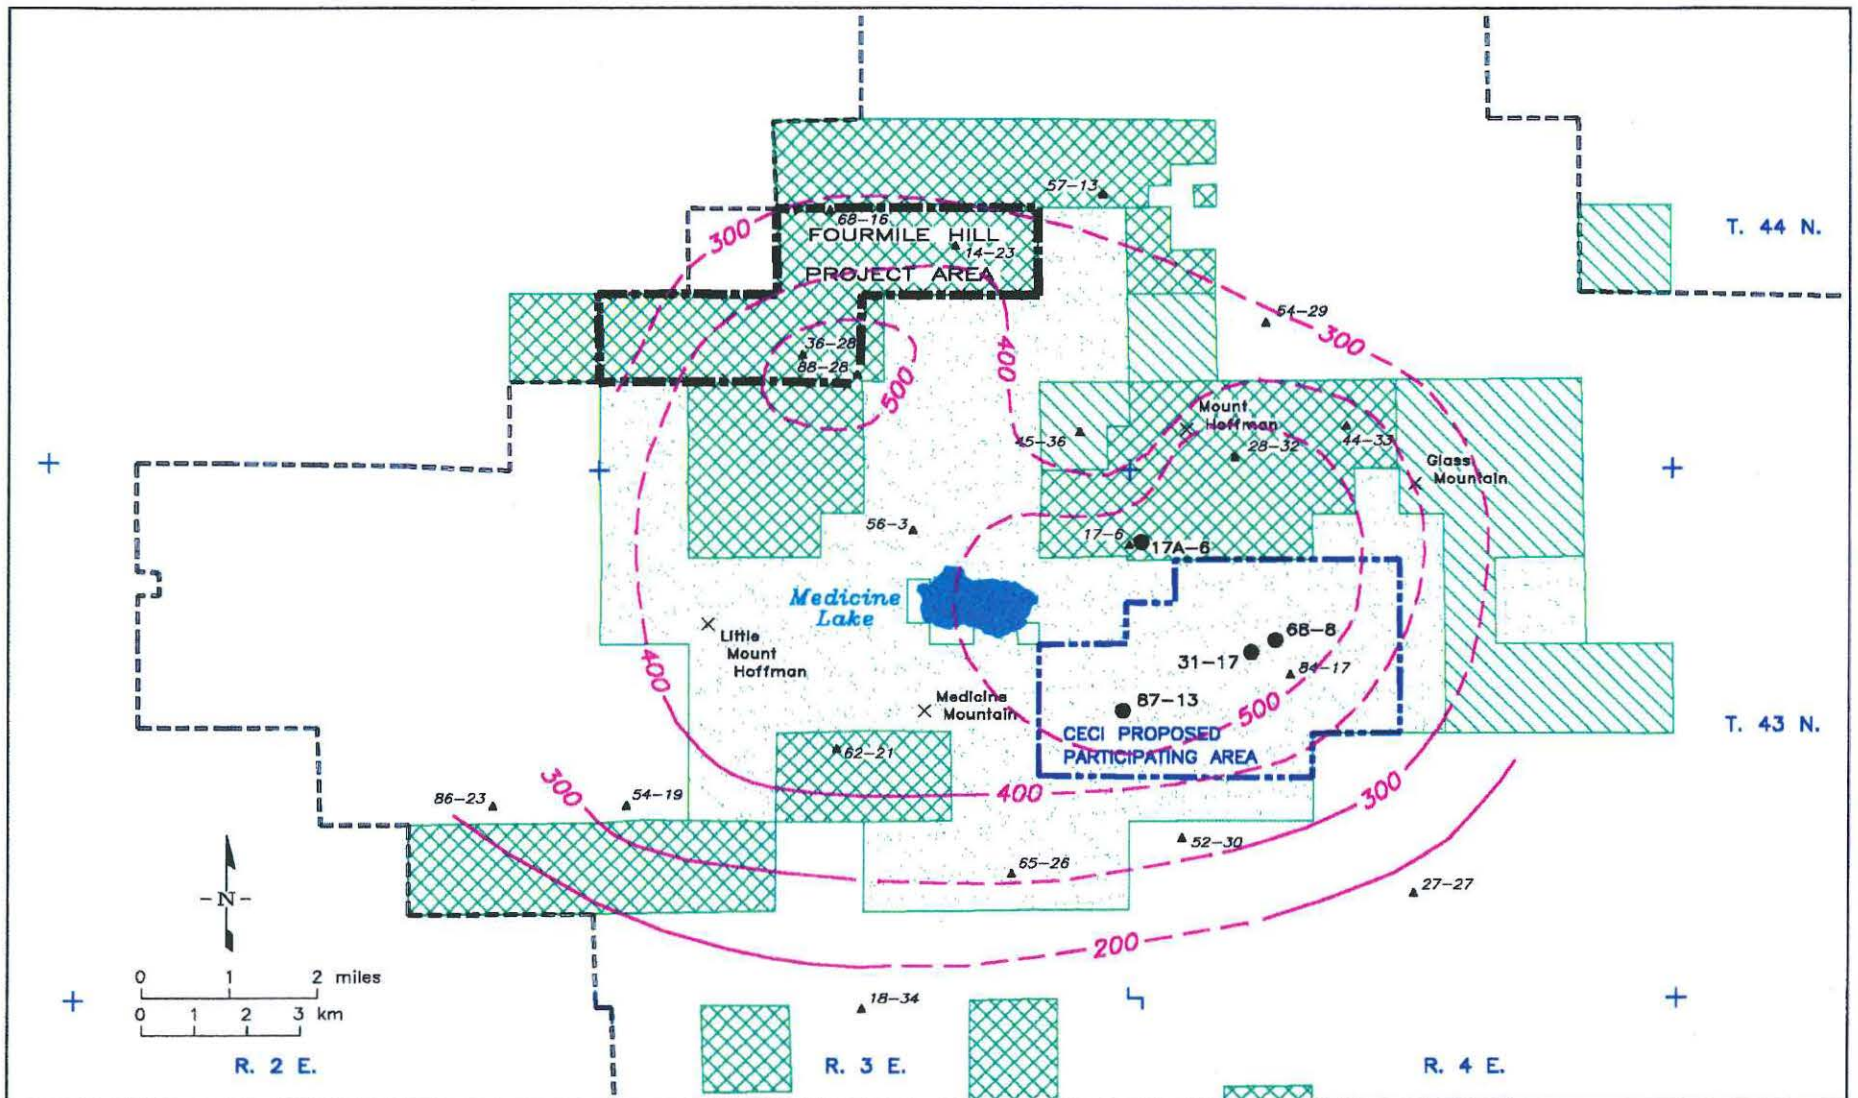 57-13
68-16
T. 44 N.
300
FOURMILE HILL
14-23
PROJECT AREA
54-29
300
36-28
400
88-28
500
Mount
Hoffman
45-36
44-33
28-32
Glass
Mountain
56-3
17-6
17A-6
Medicine
Lake
68-8
Little
Mount
Hoffman
31-17
400
84-17
Medicine
Mountain
87-13
500
T. 43 N.
CECI PROPOSED
PARTICIPATING AREA
62-21
300
400
300
86-23
54-19
52-30
65-26
27-27
-N-
200
0 1 2 miles
18-34
0 1 2 3 km
R. 2 E.
R. 3 E.
R. 4 E.